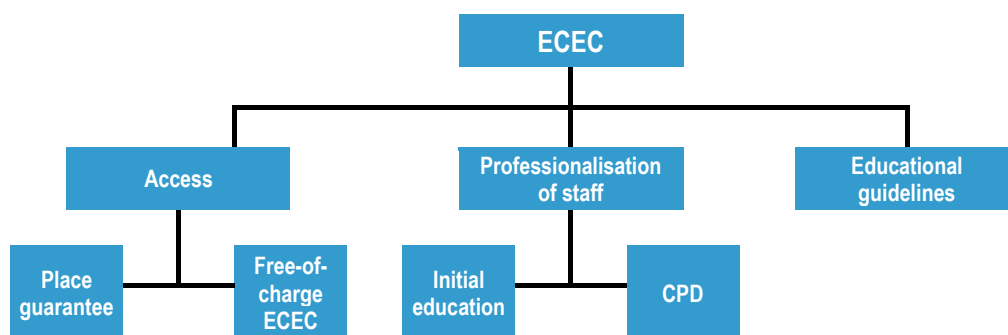 ECEC
Access
Professionalisation
of staff
Educational
guidelines
Place
guarantee
Free-of-
charge
ECEC
Initial
education
CPD